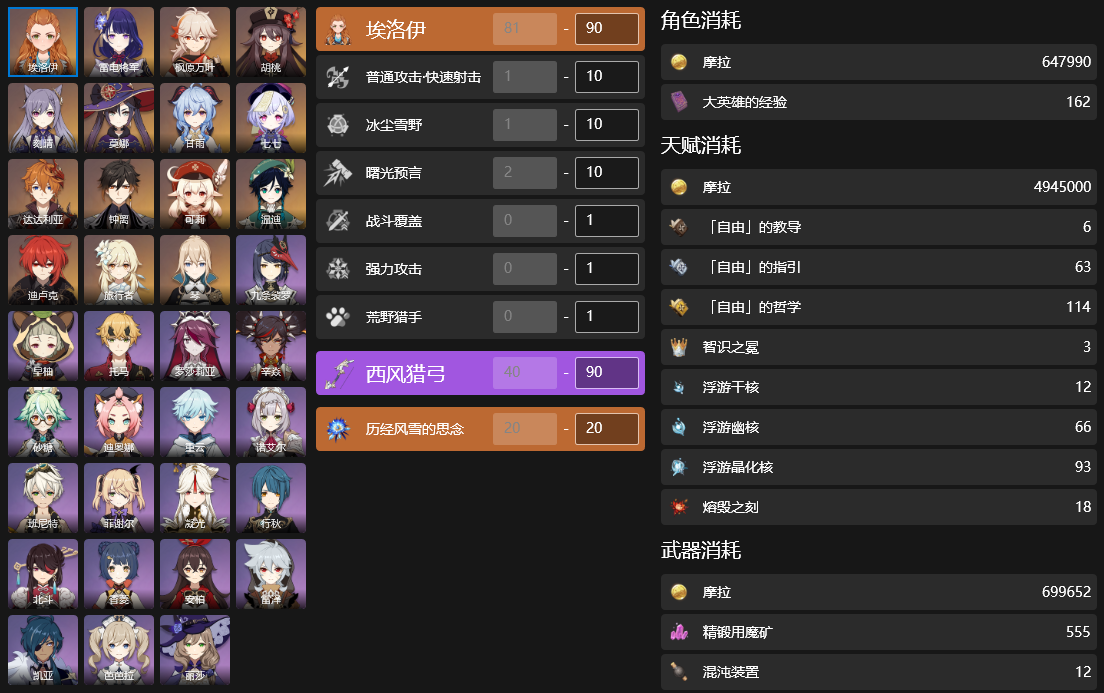 埃洛伊
雷电将军
枫原万叶
胡桃
刻晴
莫娜
甘雨
七七
达达利亚
钟离
可莉
温迪
迪卢克
旅行者
琴
九条裟罗
早柚
托马
罗莎莉亚
辛焱
砂糖
迪奥娜
重云
诺艾尔
班尼特
菲谢尔
凝光
行秋
北斗
香菱
安柏
雷泽
凯亚
芭芭拉
丽莎
埃洛伊 81 - 90
普通攻击·快速射击 1 - 10
冰尘雪野 1 - 10
曙光预言 2 - 10
战斗覆盖 0 - 1
强力攻击 0 - 1
荒野猎手 0 - 1
西风猎弓 40 - 90
历经风雪的思念 20 - 20
角色消耗
摩拉 647990
大英雄的经验 162
天赋消耗
摩拉 4945000
「自由」的教导 6
「自由」的指引 63
「自由」的哲学 114
智识之冕 3
浮游干核 12
浮游幽核 66
浮游晶化核 93
熔毁之刻 18
武器消耗
摩拉 699652
精锻用魔矿 555
混沌装置 12